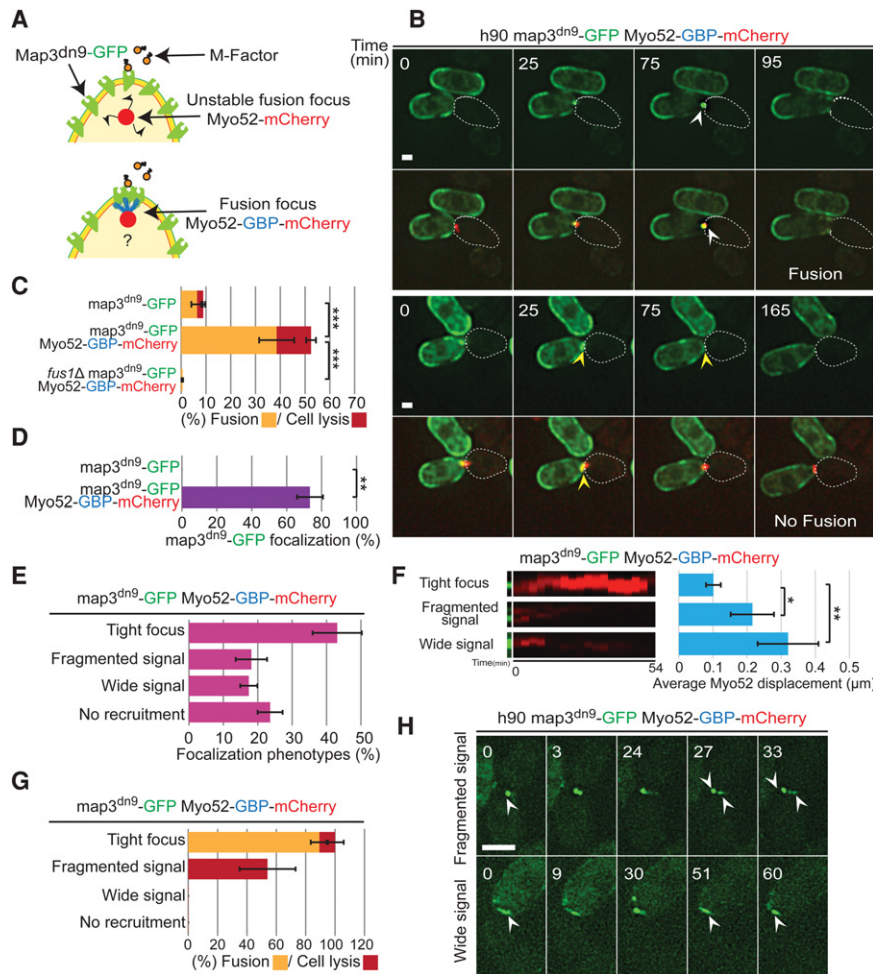 A
Map3dn9-GFP
M-Factor
Unstable fusion focus
Myo52-mCherry
Fusion focus
Myo52-GBP-mCherry
?
B
h90 map3dn9-GFP Myo52-GBP-mCherry
Time
(min)
0 25 75 95
Fusion
0 25 75 165
No Fusion
C
map3dn9-GFP
map3dn9-GFP
Myo52-GBP-mCherry
fus1Δ map3dn9-GFP
Myo52-GBP-mCherry
***
***
0 10 20 30 40 50 60 70
(%) Fusion / Cell lysis
D
map3dn9-GFP
map3dn9-GFP
Myo52-GBP-mCherry
**
0 20 40 60 80 100
map3dn9-GFP focalization (%)
E
map3dn9-GFP Myo52-GBP-mCherry
Tight focus
Fragmented signal
Wide signal
No recruitment
0 10 20 30 40 50
Focalization phenotypes (%)
F
map3dn9-GFP Myo52-GBP-mCherry
Tight focus
Fragmented
signal
Wide signal
Time(min)
0 54
*
**
0 0.1 0.2 0.3 0.4 0.5
Average Myo52 displacement (μm)
G
map3dn9-GFP Myo52-GBP-mCherry
Tight focus
Fragmented signal
Wide signal
No recruitment
0 20 40 60 80 100 120
(%) Fusion / Cell lysis
H
h90 map3dn9-GFP Myo52-GBP-mCherry
Fragmented signal
0 3 24 27 33
Wide signal
0 9 30 51 60